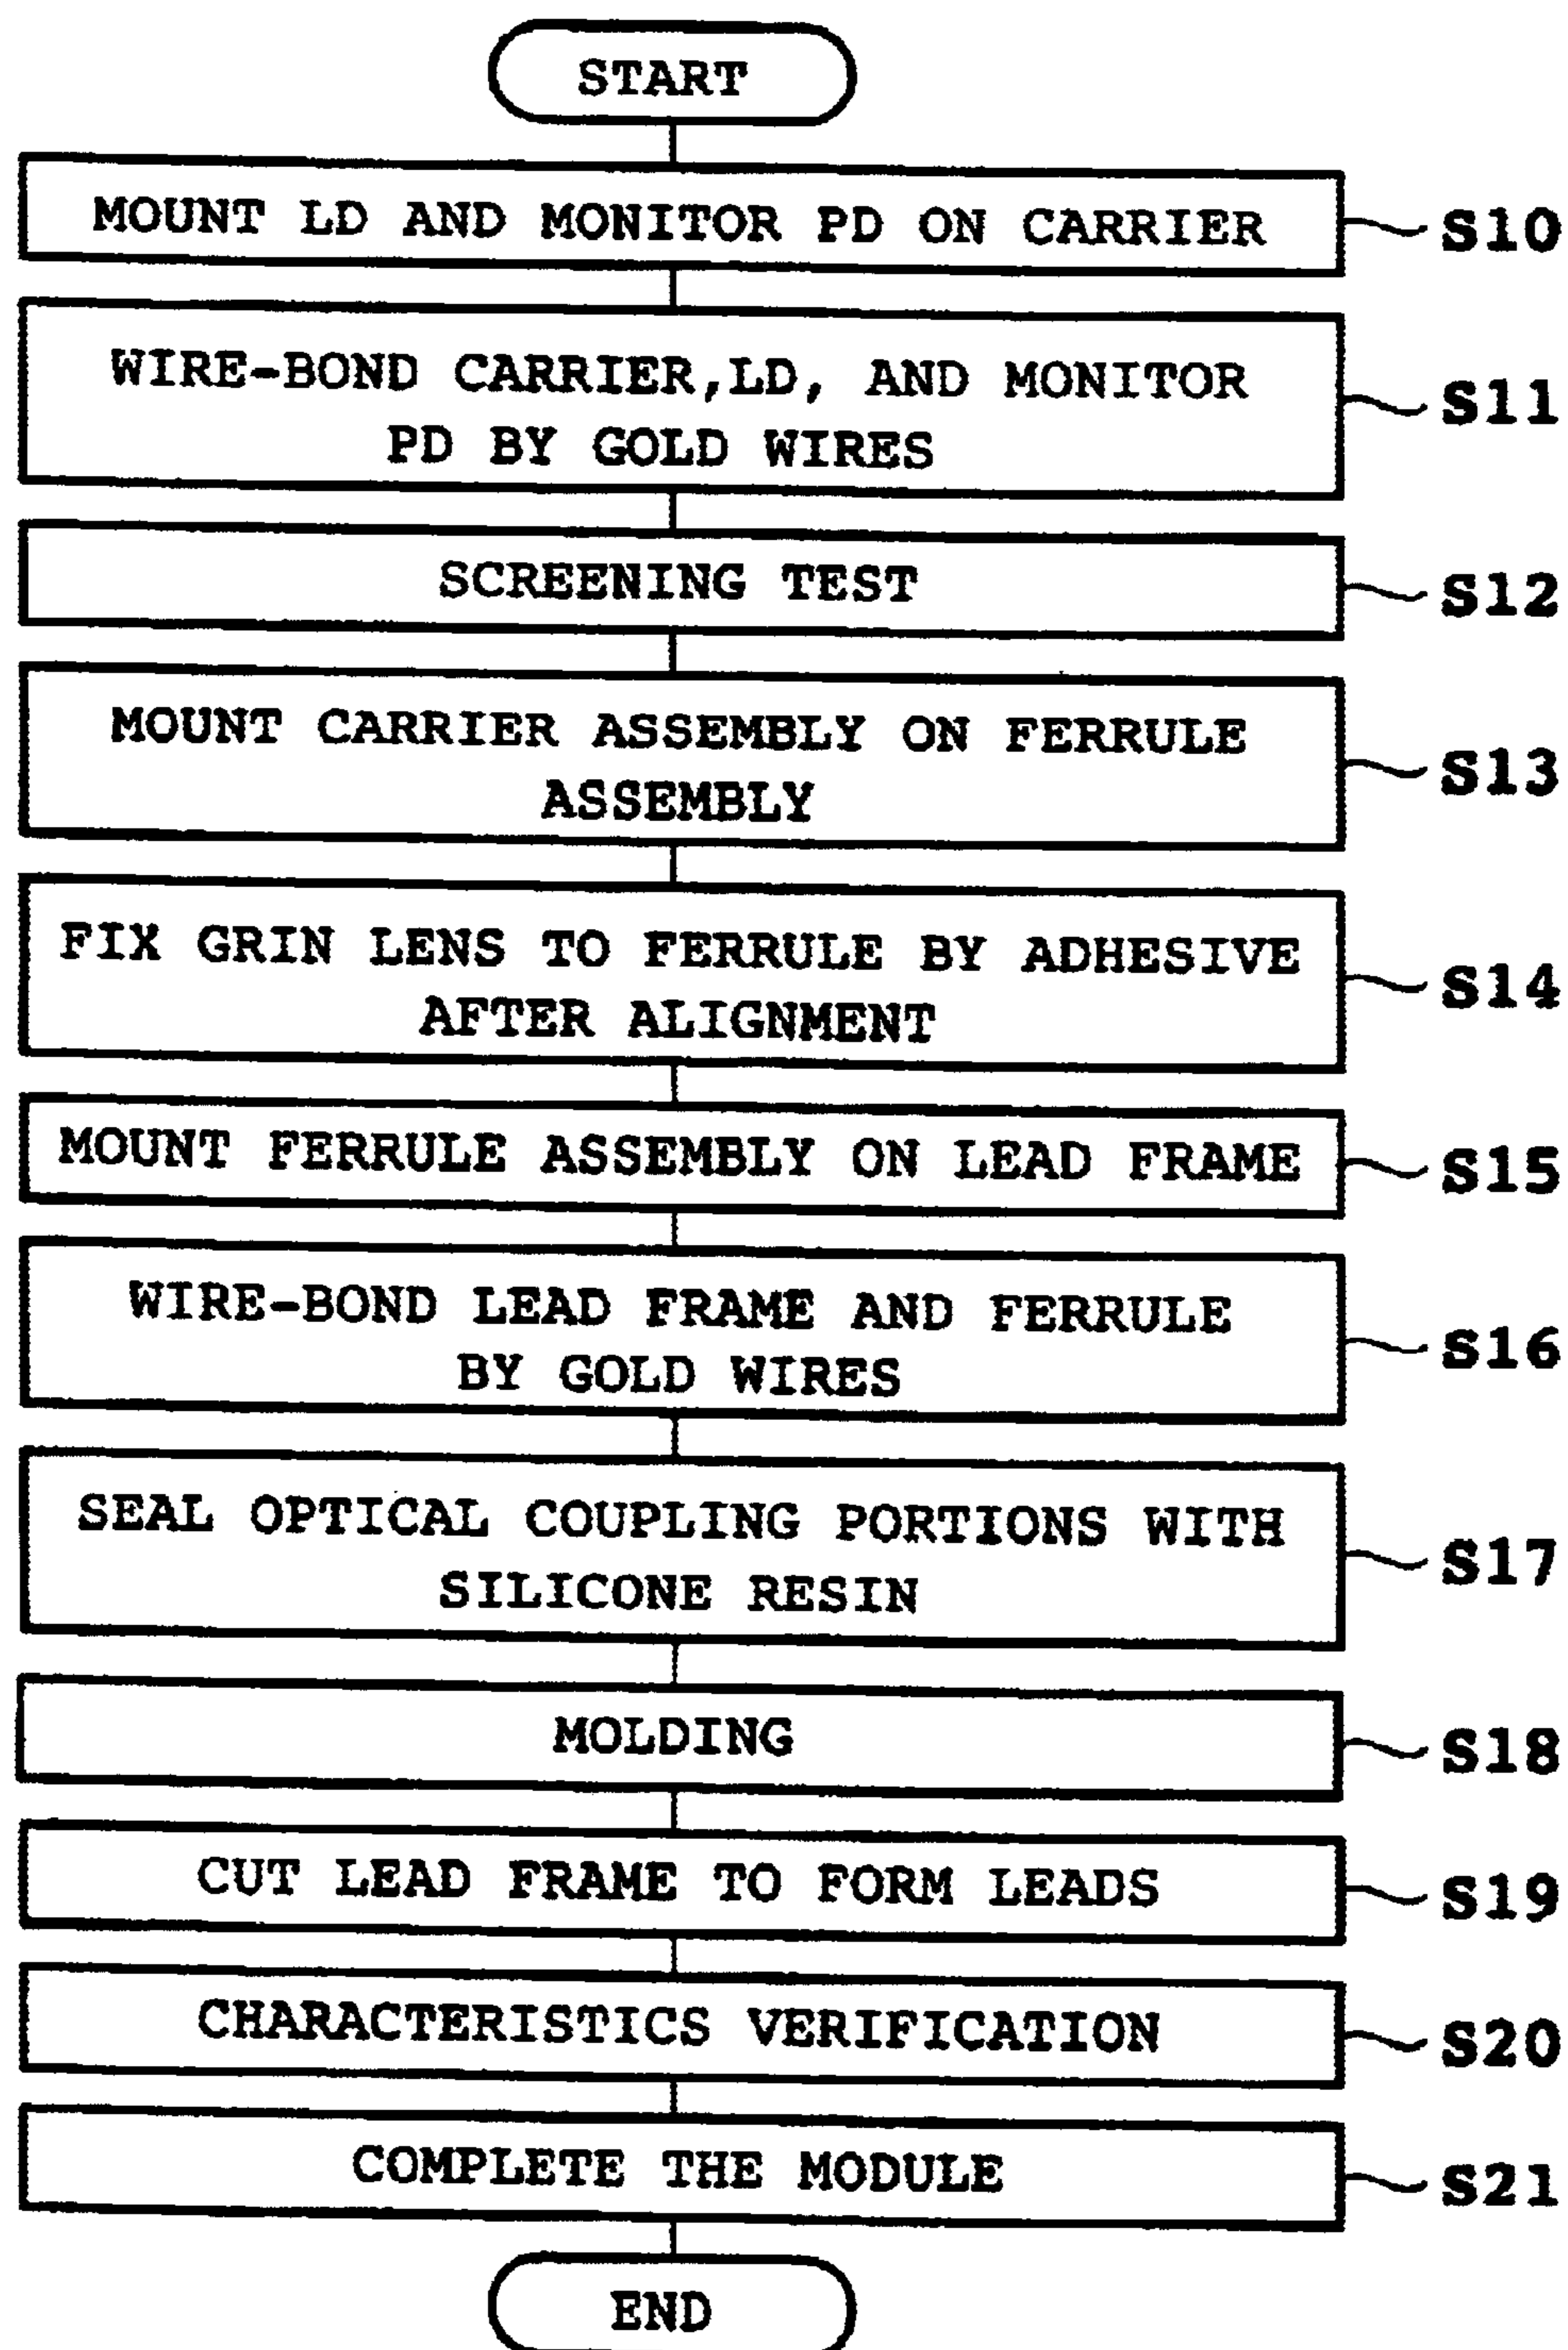 START
MOUNT LD AND MONITOR PD ON CARRIER
S10
WIRE-BOND CARRIER,LD, AND MONITOR
PD BY GOLD WIRES
S11
SCREENING TEST
S12
MOUNT CARRIER ASSEMBLY ON FERRULE
ASSEMBLY
S13
FIX GRIN LENS TO FERRULE BY ADHESIVE
AFTER ALIGNMENT
S14
MOUNT FERRULE ASSEMBLY ON LEAD FRAME
S15
WIRE-BOND LEAD FRAME AND FERRULE
BY GOLD WIRES
S16
SEAL OPTICAL COUPLING PORTIONS WITH
SILICONE RESIN
S17
MOLDING
S18
CUT LEAD FRAME TO FORM LEADS
S19
CHARACTERISTICS VERIFICATION
S20
COMPLETE THE MODULE
S21
END